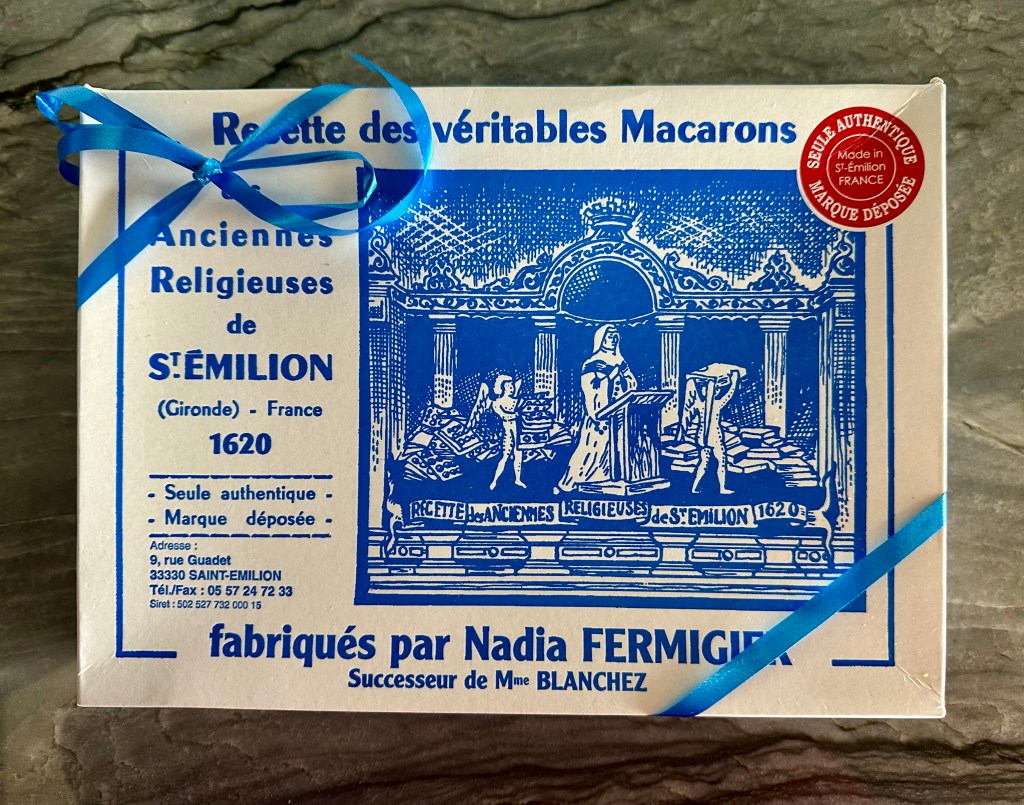 Recette des véritables Macarons
SEULE AUTHENTIQUE
Made in
St-Émilion
FRANCE
MARQUE DÉPOSÉE
Anciennes
Religieuses
de
ST.ÉMILION
(Gironde) - France
1620
- Seule authentique -
- Marque déposée -
Adresse :
9, rue Guadet
33330 SAINT-EMILION
Tél./Fax : 05 57 24 72 33
Siret : 502 527 732 000 15
RECETTE des ANCIENNES RELIGIEUSES de ST EMILION 1620
fabriqués par Nadia FERMIGIER
Successeur de Mme BLANCHEZ